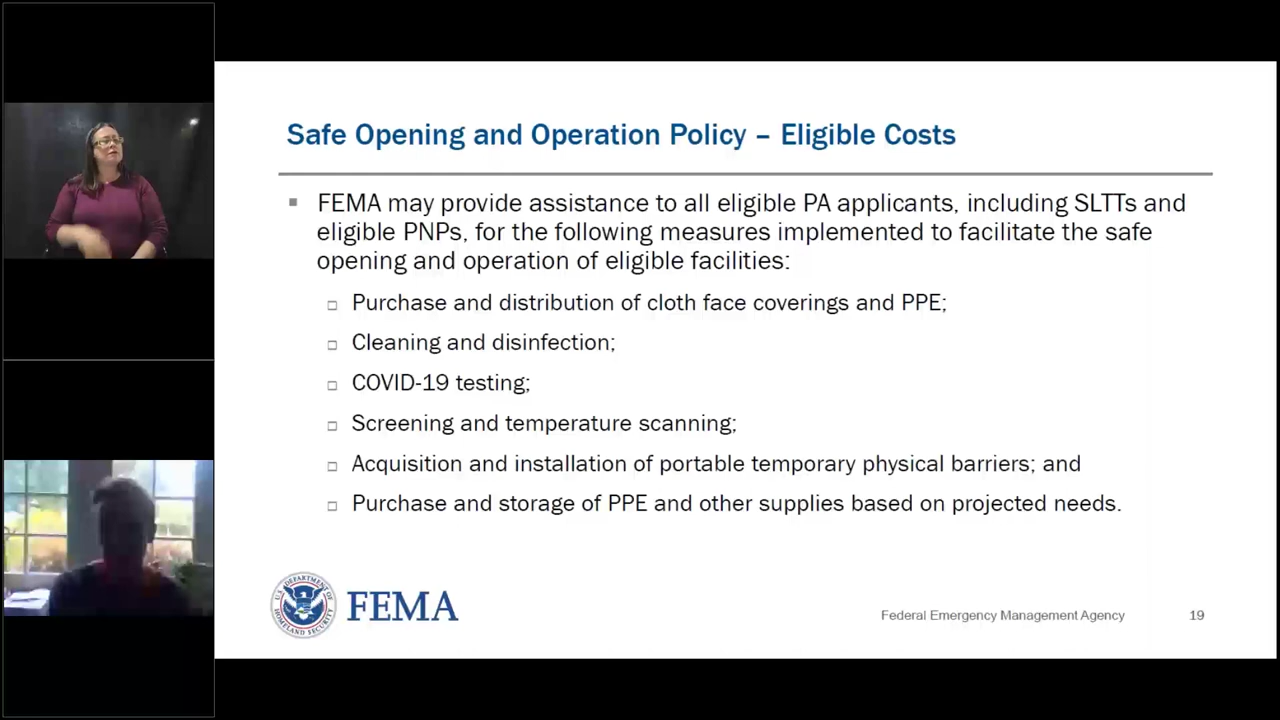 Safe Opening and Operation Policy – Eligible Costs
FEMA may provide assistance to all eligible PA applicants, including SLTTs and
eligible PNPs, for the following measures implemented to facilitate the safe
opening and operation of eligible facilities:
Purchase and distribution of cloth face coverings and PPE;
Cleaning and disinfection;
COVID-19 testing;
Screening and temperature scanning;
Acquisition and installation of portable temporary physical barriers; and
Purchase and storage of PPE and other supplies based on projected needs.
U.S. DEPARTMENT OF
HOMELAND SECURITY
FEMA
Federal Emergency Management Agency
19